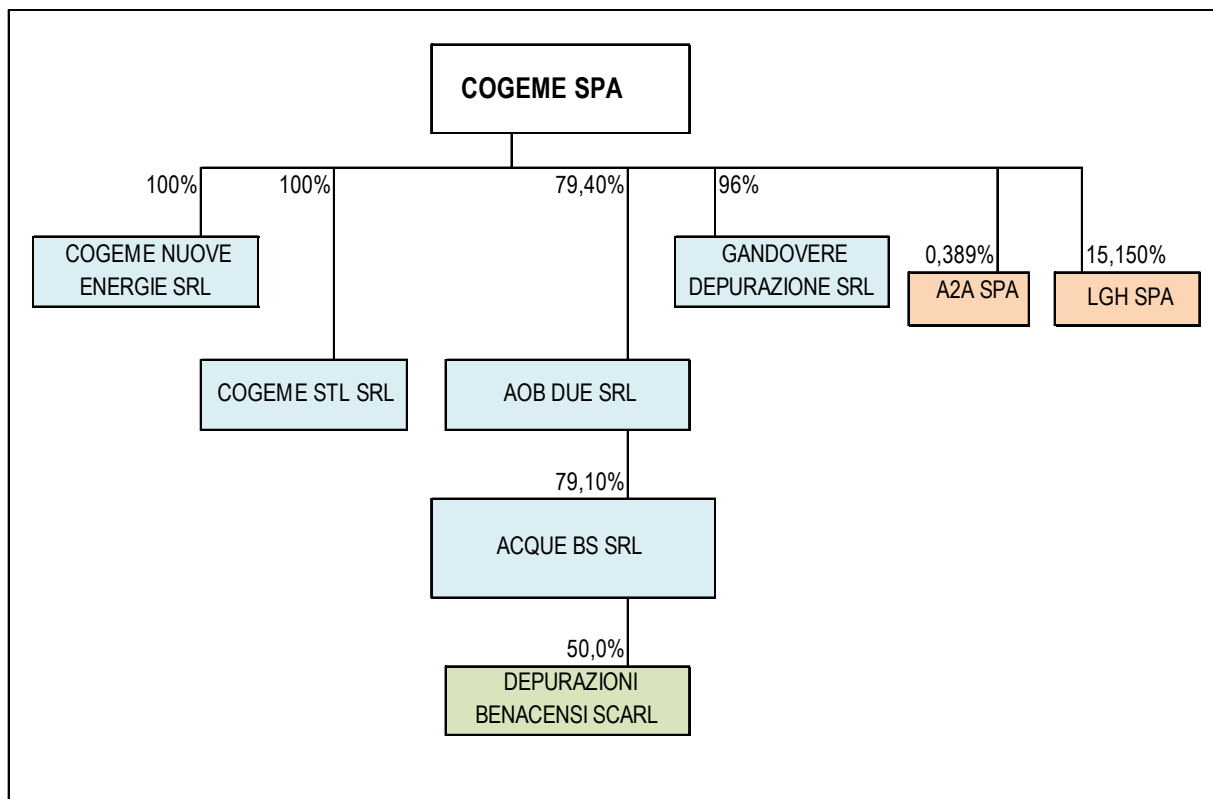 COGEME SPA
100%
100%
79,40%
96%
COGEME NUOVE
ENERGIE SRL
GANDOVERE
DEPURAZIONE SRL
0,389%
A2A SPA
15,150%
LGH SPA
COGEME STL SRL
AOB DUE SRL
79,10%
ACQUE BS SRL
50,0%
DEPURAZIONI
BENACENSI SCARL